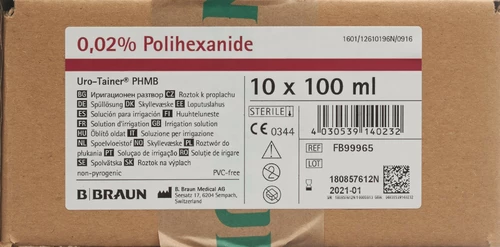 0,02% Polihexanide
1601/12610196N/0916
Uro-Tainer® PHMB
BG Иригационен разтвор CZ Roztok k proplachu
DE Spüllösung DK Skyllevæske EE Loputuslahus
ES Solución para irrigación FI Huuhteluneste
FR Solution d'irrigation GB Irrigation solution
HU Öblítő oldat IT Soluzione per irrigazione
NL Spoelvloeistof NO Skyllevæske PL Roztwór do
płukania PT Soluçao de irrigação RO Soluție de irigare
SE Spolvätska SK Roztok na výplach
non-pyrogenic
PVC-free
10 x 100 ml
STERILE
CE 0344
4 030539 140232
REF FB99965
LOT 180857612N
2021-01
B BRAUN
B. Braun Medical AG
Seesatz 17, 6204 Sempach,
Switzerland